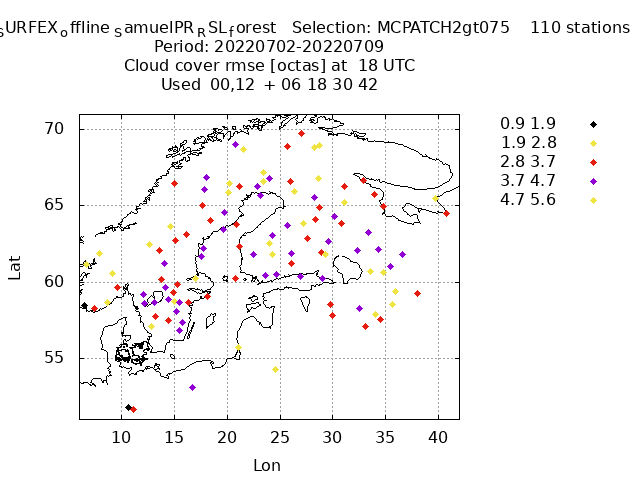 SURFEX_offline_SamuelPR_RSL_forest Selection: MCPATCH2gt075 110 stations
Period: 20220702-20220709
Cloud cover rmse [octas] at 18 UTC
Used 00,12 + 06 18 30 42
0.9 1.9
1.9 2.8
2.8 3.7
3.7 4.7
4.7 5.6
70
65
60
55
Lat
10 15 20 25 30 35 40
Lon